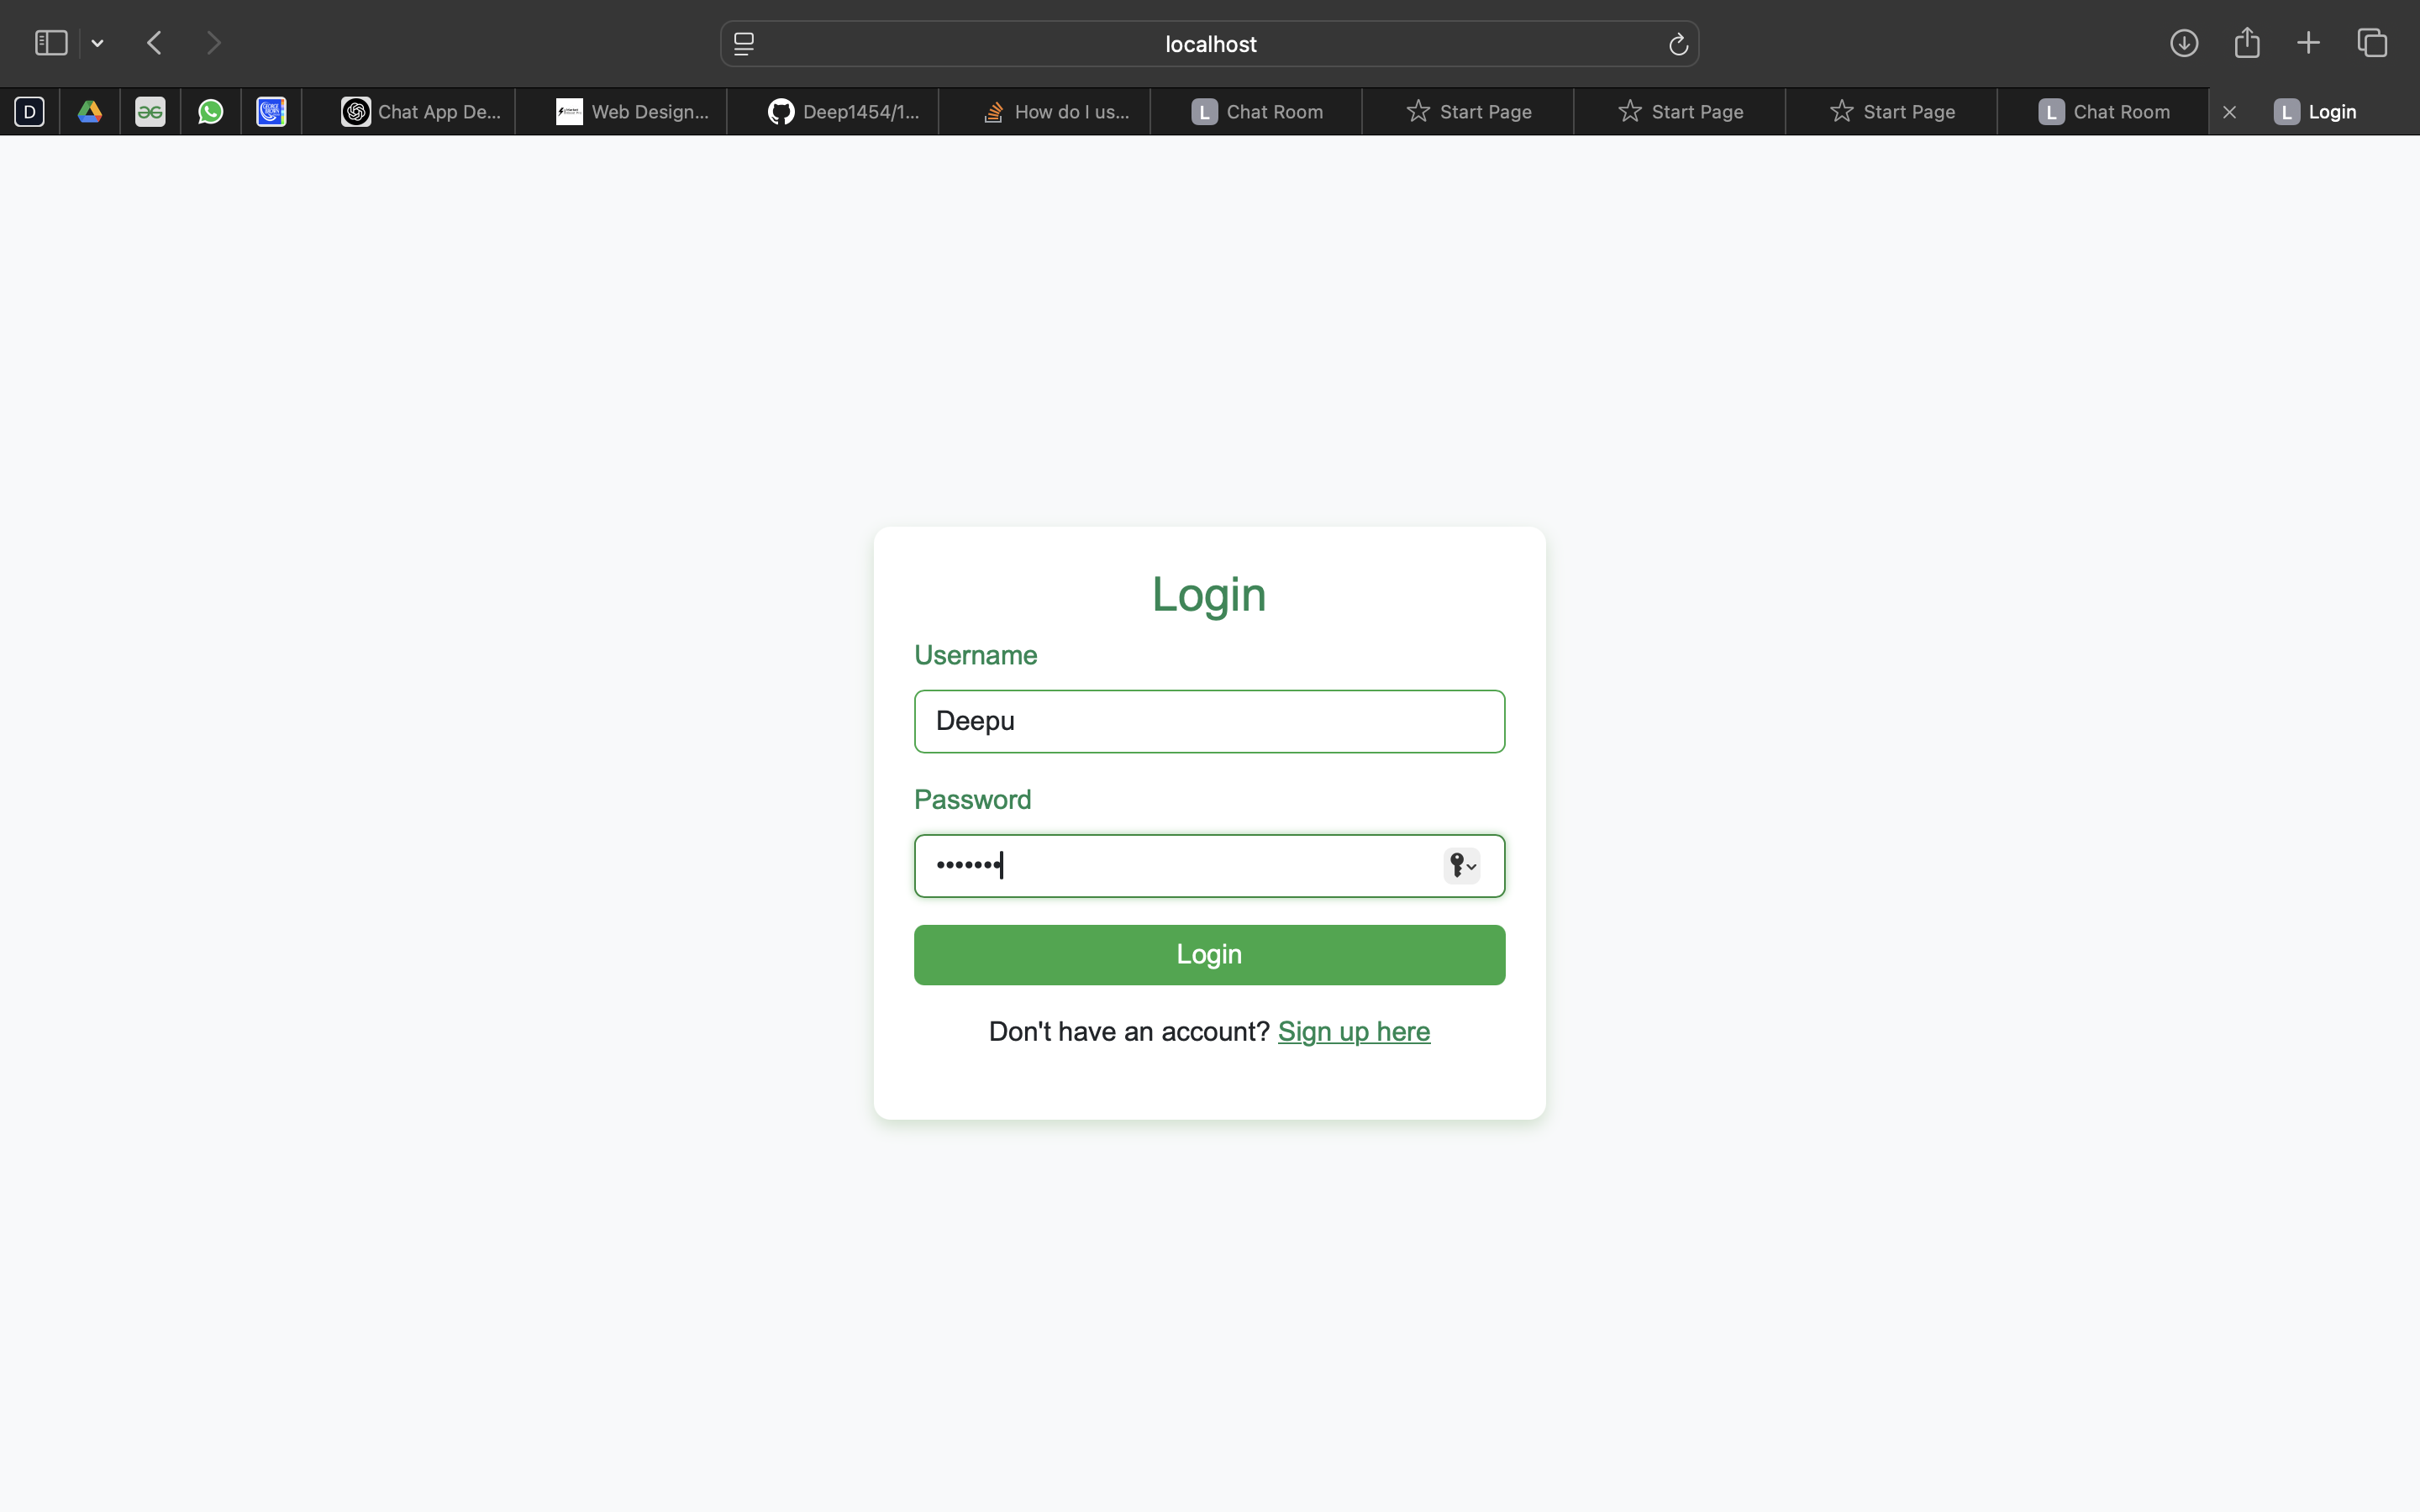 localhost
D
Chat App De...
Web Design...
Deep1454/1...
How do I us...
L Chat Room
Start Page
Start Page
Start Page
L Chat Room
L Login
Login
Username
Deepu
Password
•••••••
Login
Don't have an account? Sign up here